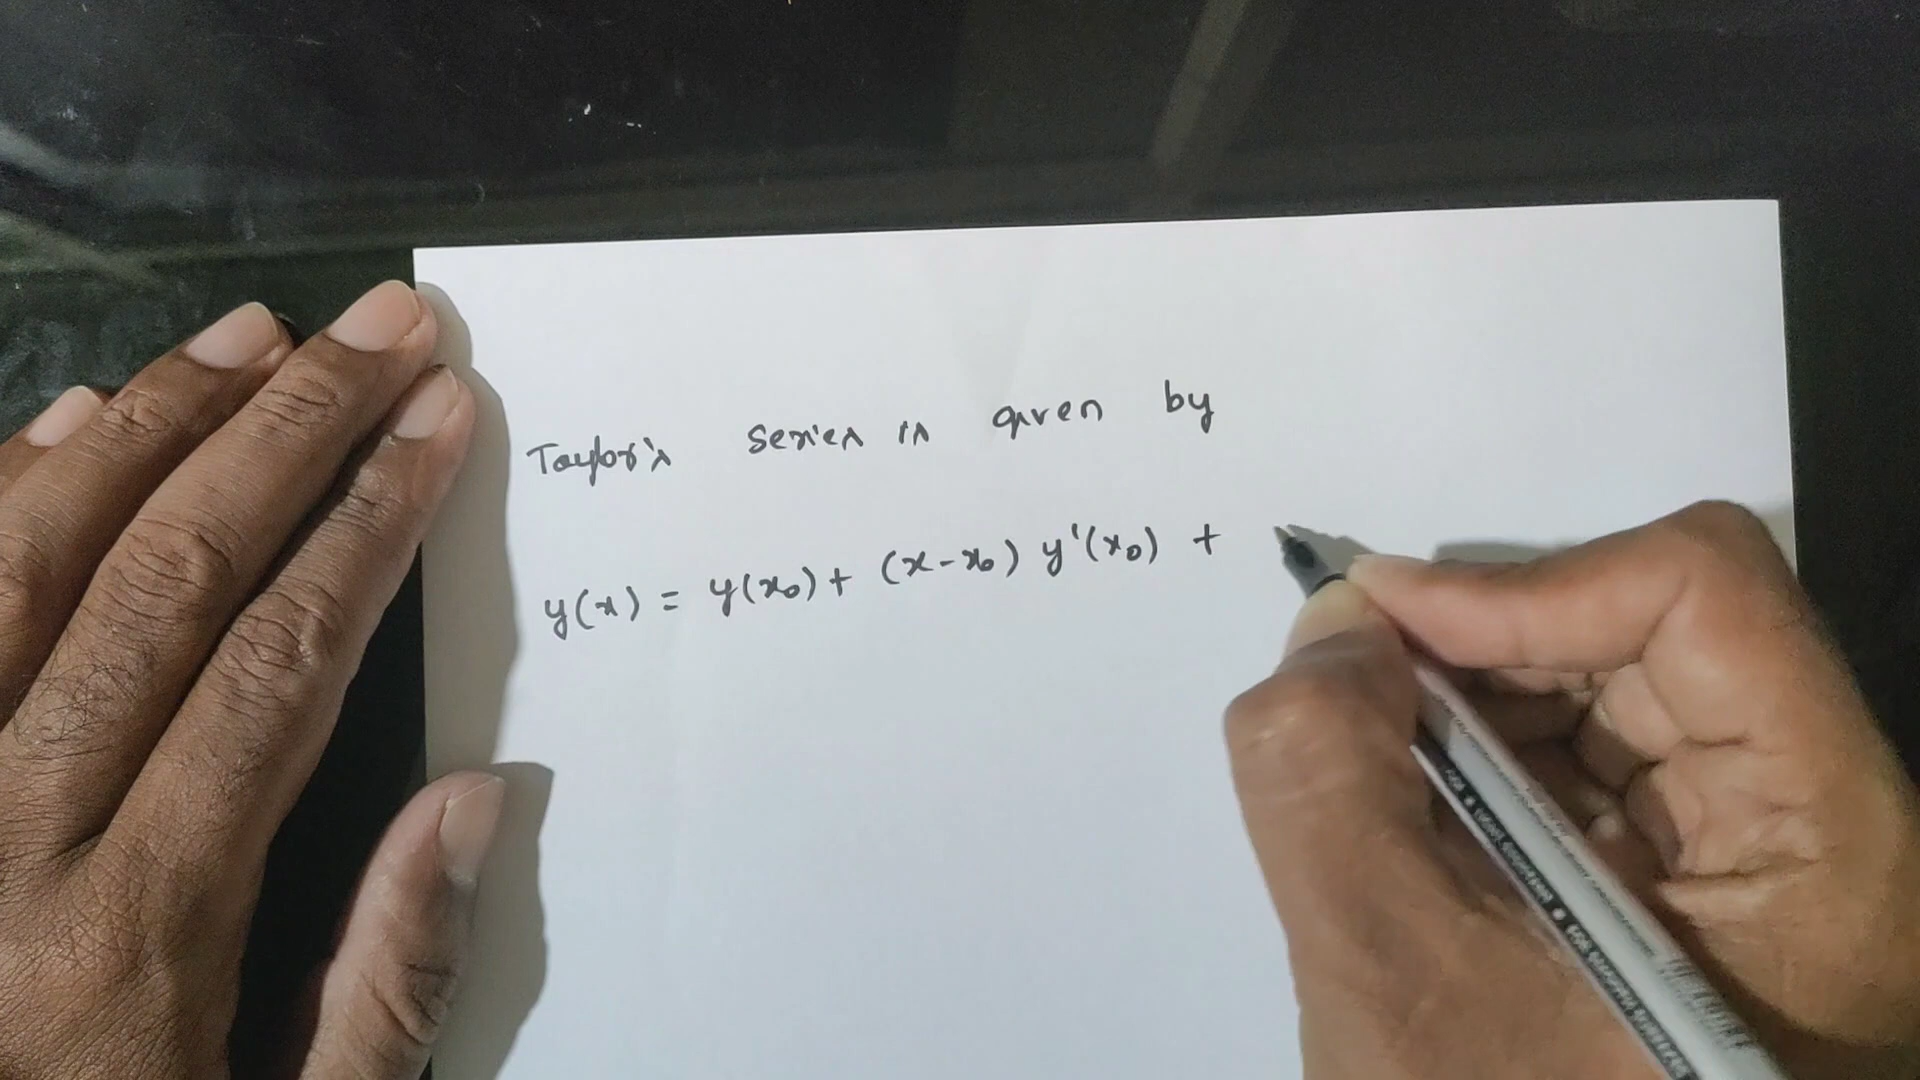 Taylor's series is given by
y(x) = y(x₀) + (x-x₀) y'(x₀) +